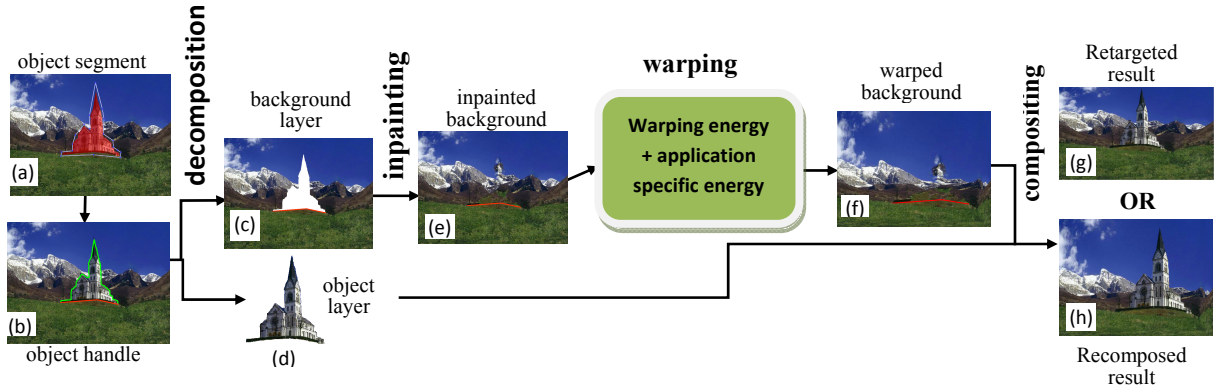 object segment
(a)
(b)
object handle
decomposition
background
layer
(c)
object
layer
(d)
inpainting
inpainted
background
(e)
warping
Warping energy
+ application
specific energy
warped
background
(f)
compositing
Retargeted
result
(g)
OR
(h)
Recomposed
result